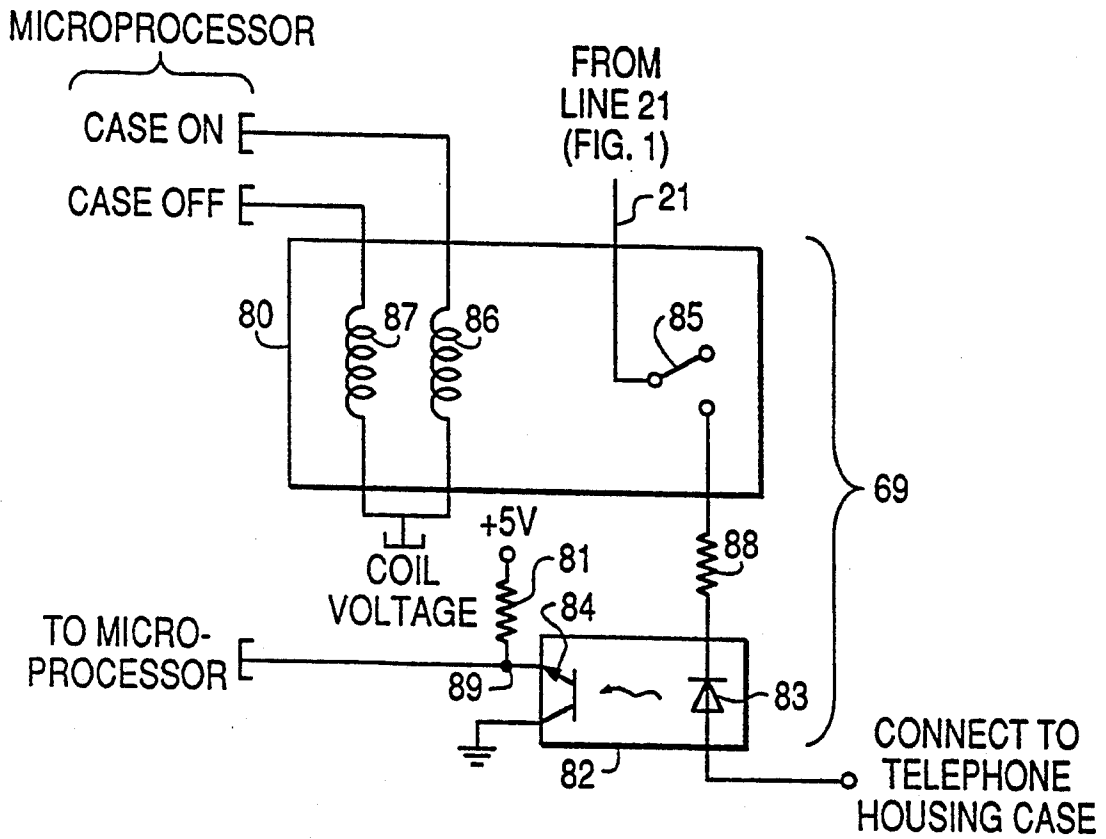 MICROPROCESSOR
CASE ON
CASE OFF
FROM
LINE 21
(FIG. 1)
21
80
87
86
85
69
COIL
VOLTAGE
+5V
81
88
84
TO MICRO-
PROCESSOR
89
83
82
CONNECT TO
TELEPHONE
HOUSING CASE